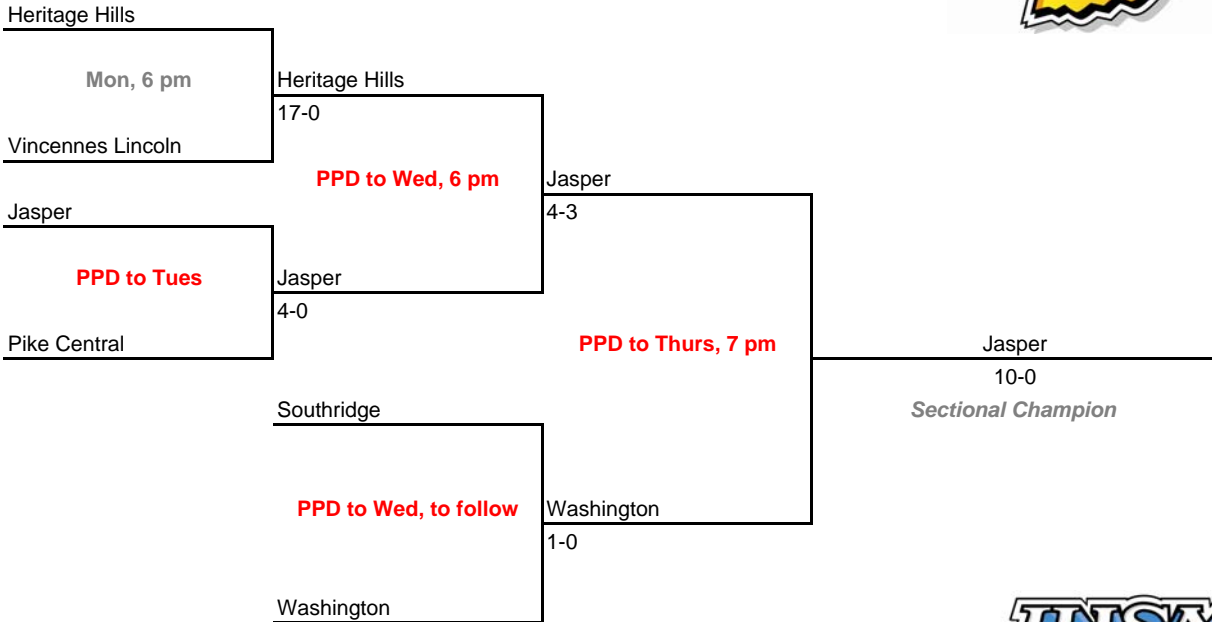 Heritage Hills
Mon, 6 pm
Heritage Hills
17-0
Vincennes Lincoln
PPD to Wed, 6 pm
Jasper
4-3
Jasper
PPD to Tues
Jasper
4-0
Pike Central
PPD to Thurs, 7 pm
Jasper
10-0
Sectional Champion
Southridge
PPD to Wed, to follow
Washington
1-0
Washington